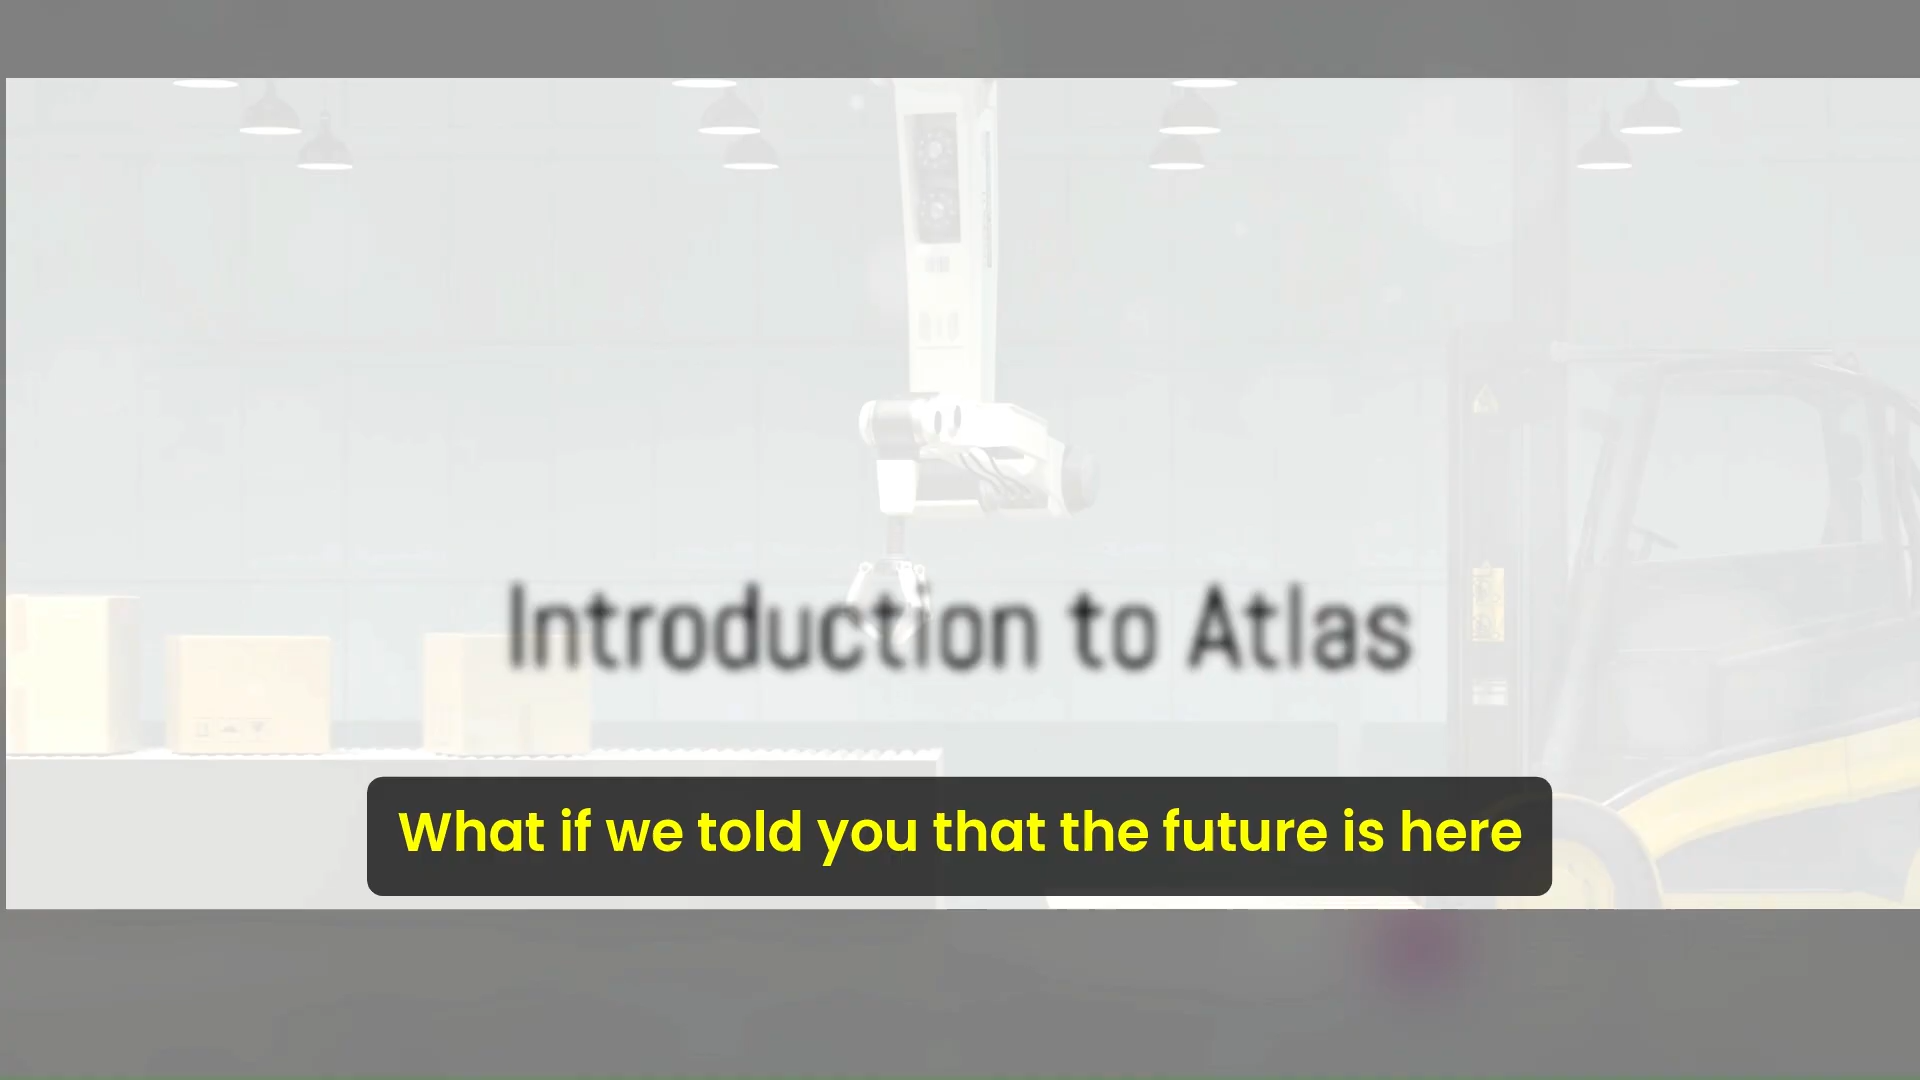 Introduction to Atlas
What if we told you that the future is here